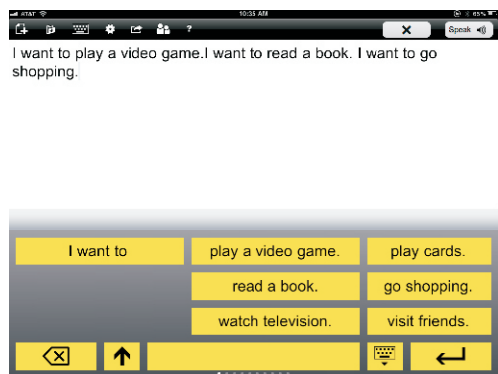 AT&T 10:35 AM 65%
? Speak
I want to play a video game.I want to read a book. I want to go
shopping.
I want to play a video game. play cards.
read a book. go shopping.
watch television. visit friends.